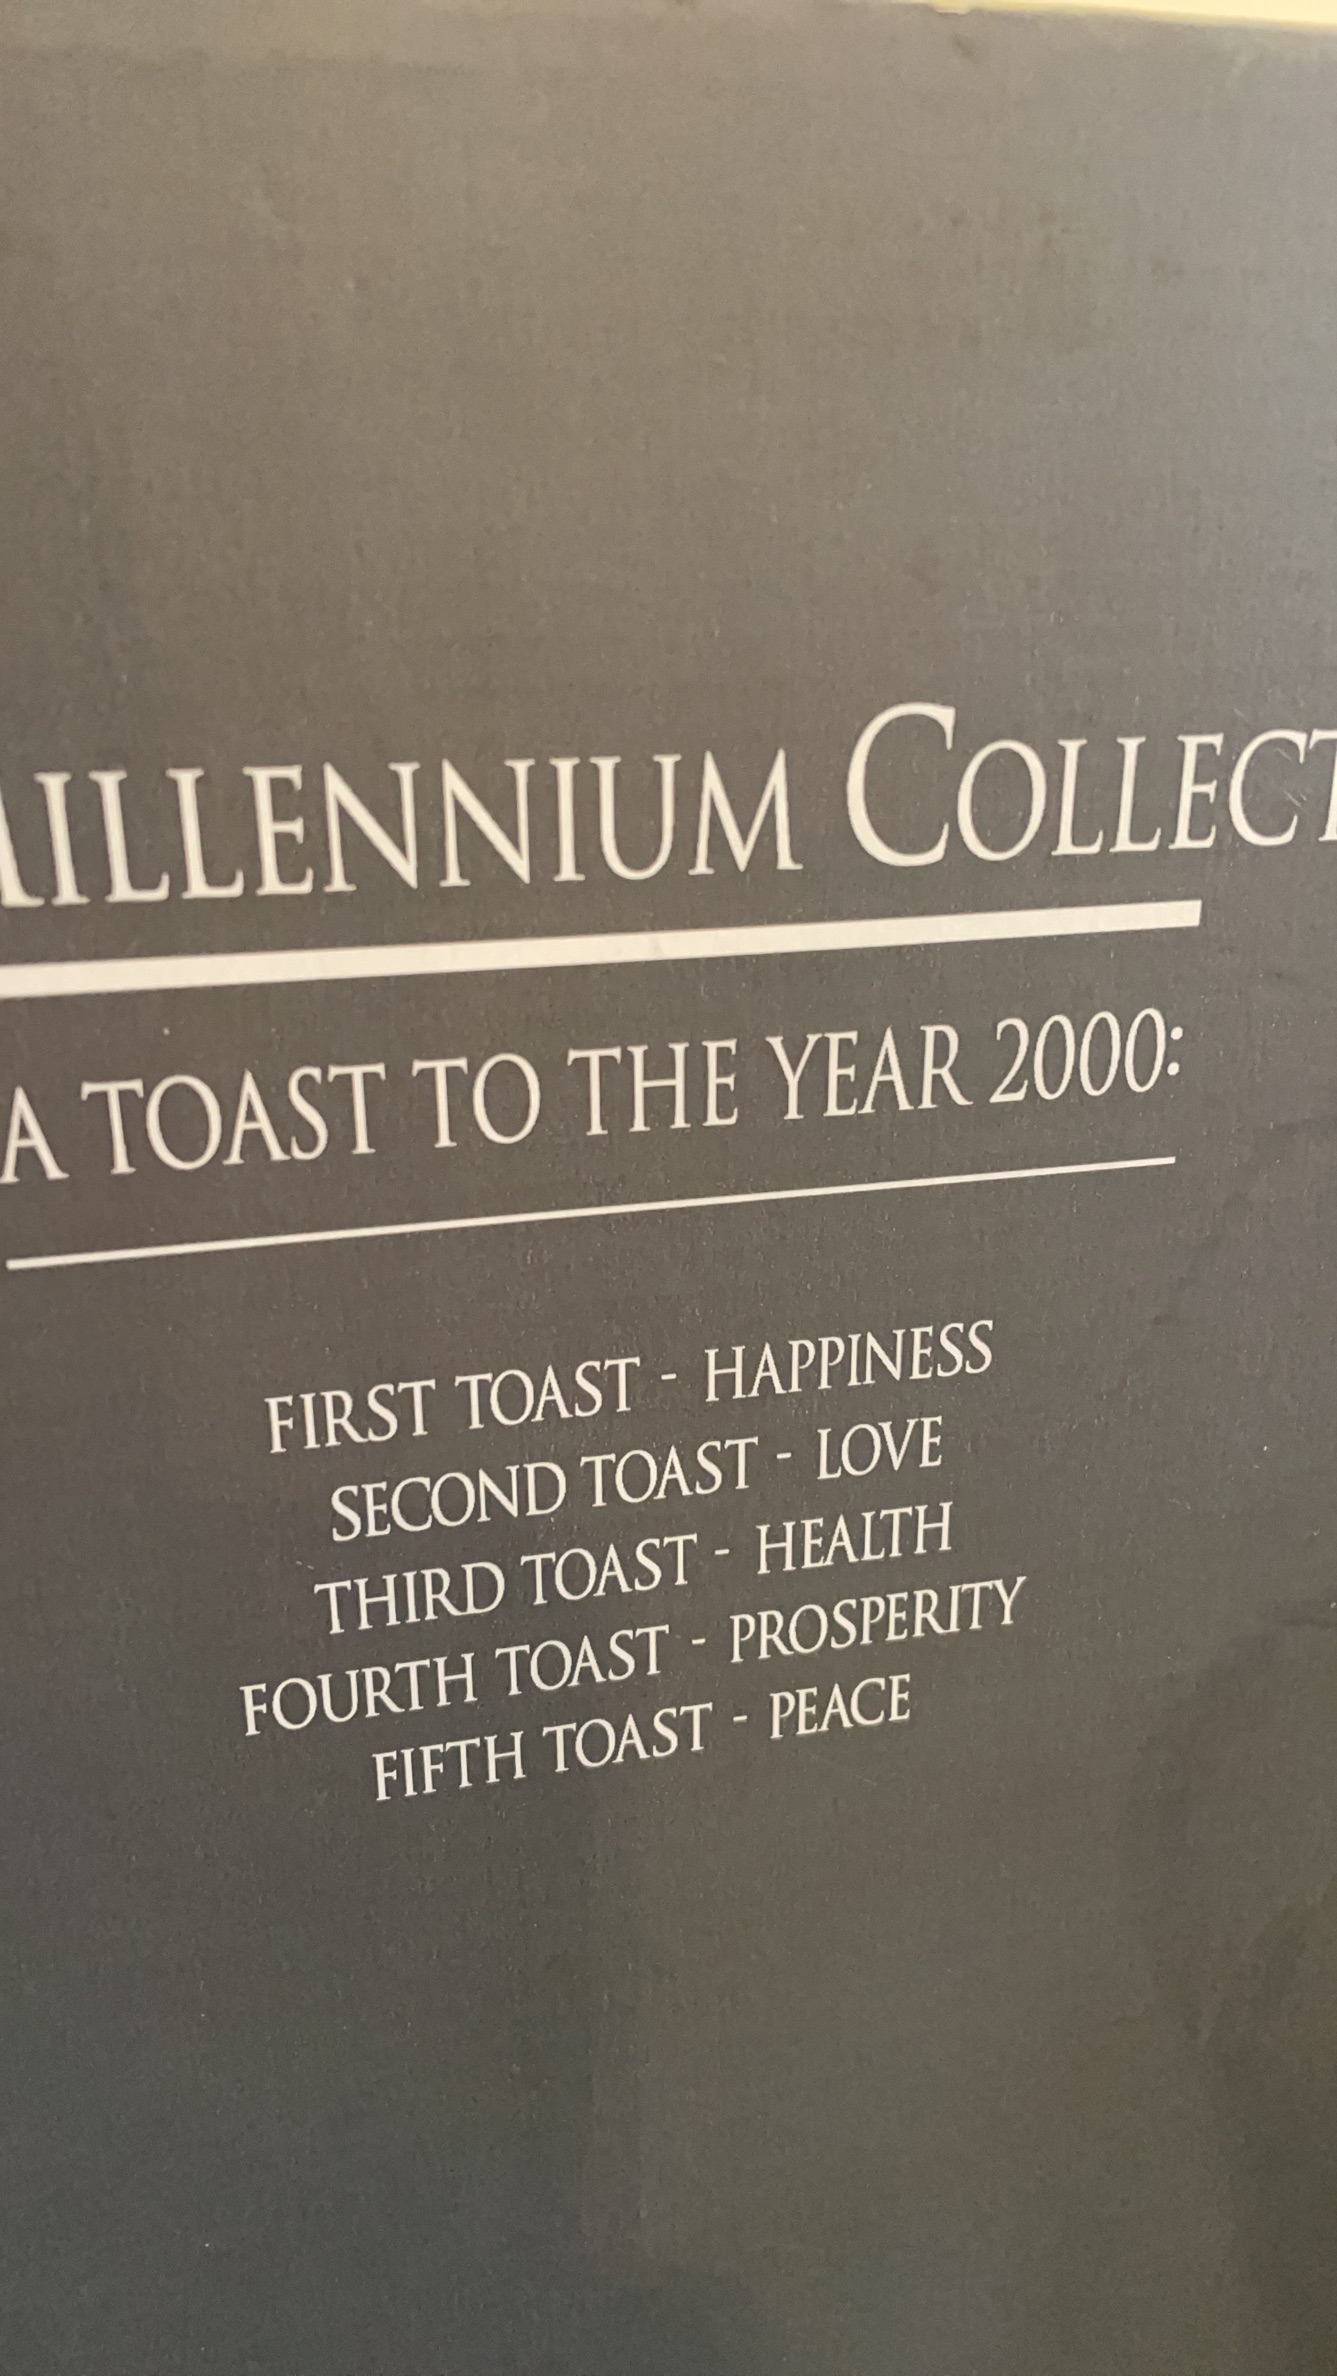 MILLENNIUM COLLECT
A TOAST TO THE YEAR 2000:
FIRST TOAST - HAPPINESS
SECOND TOAST - LOVE
THIRD TOAST - HEALTH
FOURTH TOAST - PROSPERITY
FIFTH TOAST - PEACE